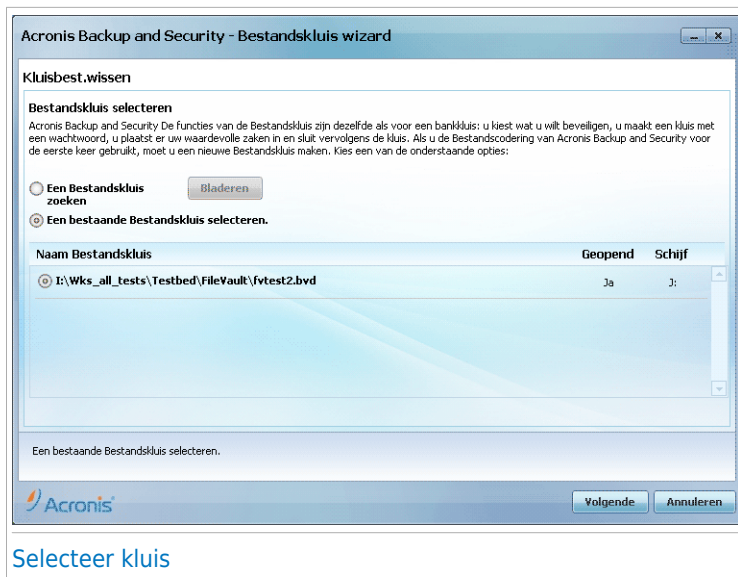 Acronis Backup and Security - Bestandskluis wizard
Kluisbest.wissen
Bestandskluis selecteren
Acronis Backup and Security De functies van de Bestandskluis zijn dezelfde als voor een bankkluis: u kiest wat u wilt beveiligen, u maakt een kluis met
een wachtwoord, u plaatst er uw waardevolle zaken in en sluit vervolgens de kluis. Als u de Bestandscodering van Acronis Backup and Security voor
de eerste keer gebruikt, moet u een nieuwe Bestandskluis maken. Kies een van de onderstaande opties:
Een Bestandskluis
zoeken
Bladeren
Een bestaande Bestandskluis selecteren.
Naam Bestandskluis Geopend Schijf
I:\Wks_all_tests\Testbed\FileVault\fvtest2.bvd Ja J:
Een bestaande Bestandskluis selecteren.
Acronis
Volgende Annuleren
Selecteer kluis